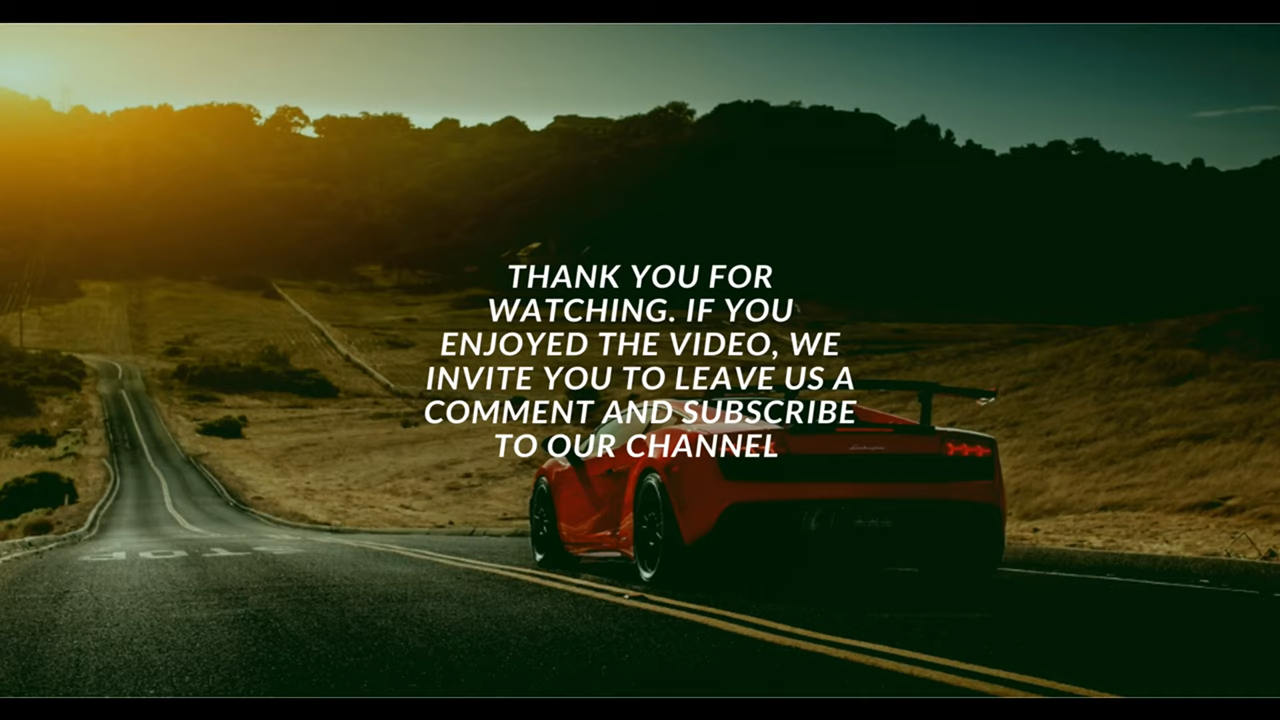 THANK YOU FOR
WATCHING. IF YOU
ENJOYED THE VIDEO, WE
INVITE YOU TO LEAVE US A
COMMENT AND SUBSCRIBE
TO OUR CHANNEL
STOP